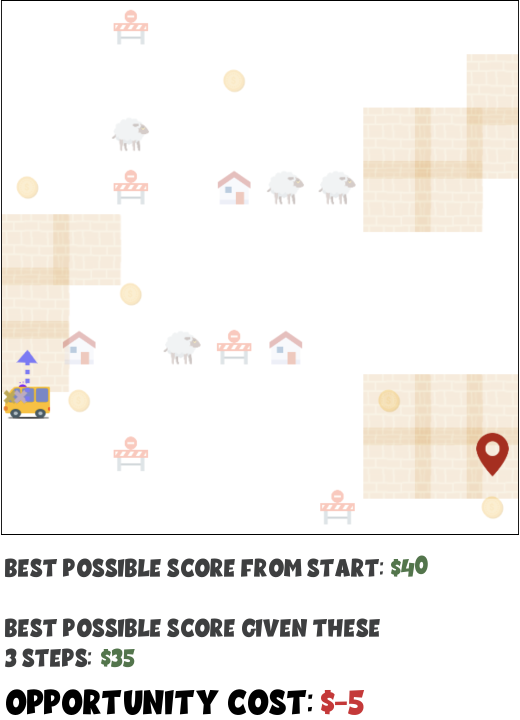 BEST POSSIBLE SCORE FROM START: $40
BEST POSSIBLE SCORE GIVEN THESE
3 STEPS: $35
OPPORTUNITY COST: $-5